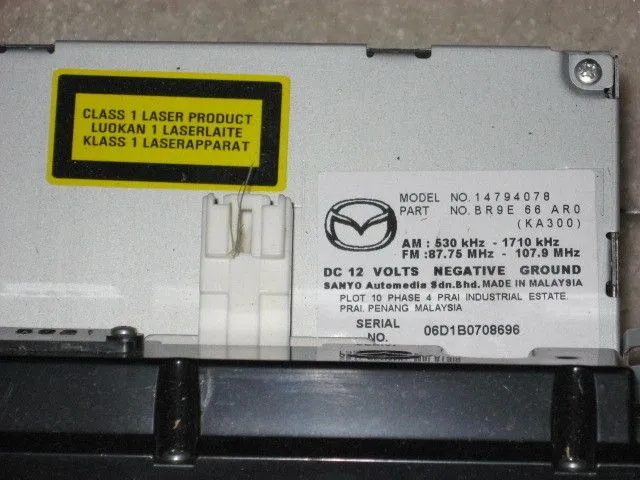 CLASS 1 LASER PRODUCT
LUOKAN 1 LASERLAITE
KLASS 1 LASERAPPARAT
MODEL NO. 14794078
PART NO. BR9E 66 AR0
(KA300)
AM : 530 kHz - 1710 kHz
FM : 87.75 MHz - 107.9 MHz
DC 12 VOLTS NEGATIVE GROUND
SANYO Automedia Sdn.Bhd. MADE IN MALAYSIA
PLOT 10 PHASE 4 PRAI INDUSTRIAL ESTATE.
PRAI. PENANG MALAYSIA
SERIAL NO. 06D1B0708696